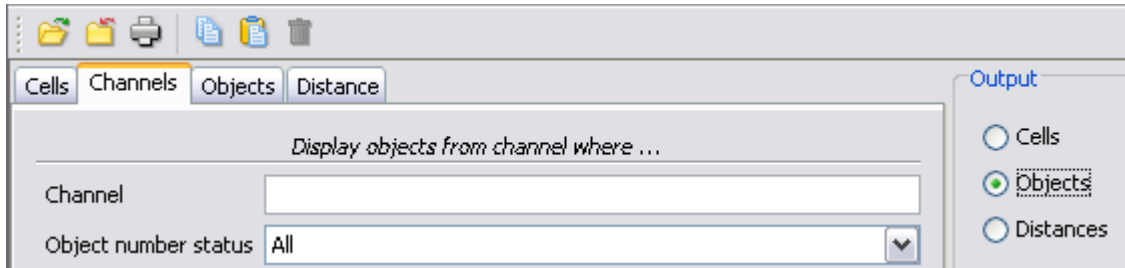 Cells Channels Objects Distance
Output
Display objects from channel where ...
Cells
Channel
Objects
Object number status All
Distances